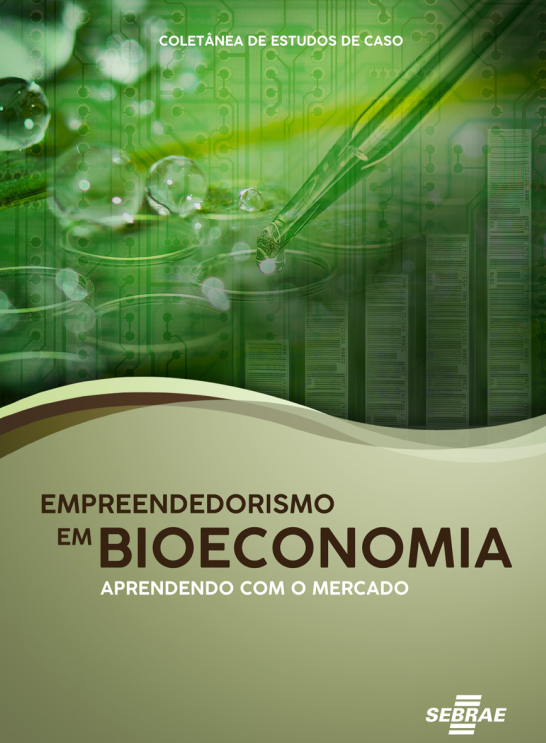 COLETÂNEA DE ESTUDOS DE CASO
EMPREENDEDORISMO
EM BIOECONOMIA
APRENDENDO COM O MERCADO
SEBRAE